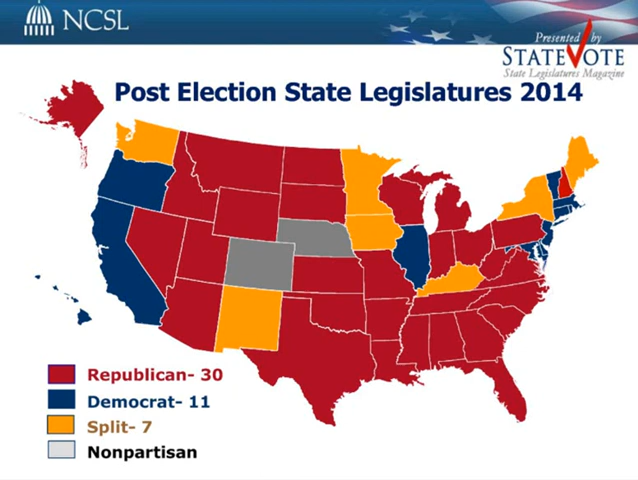 NCSL
Presented by
STATEVOTE
State Legislatures Magazine
Post Election State Legislatures 2014
Republican- 30
Democrat- 11
Split- 7
Nonpartisan